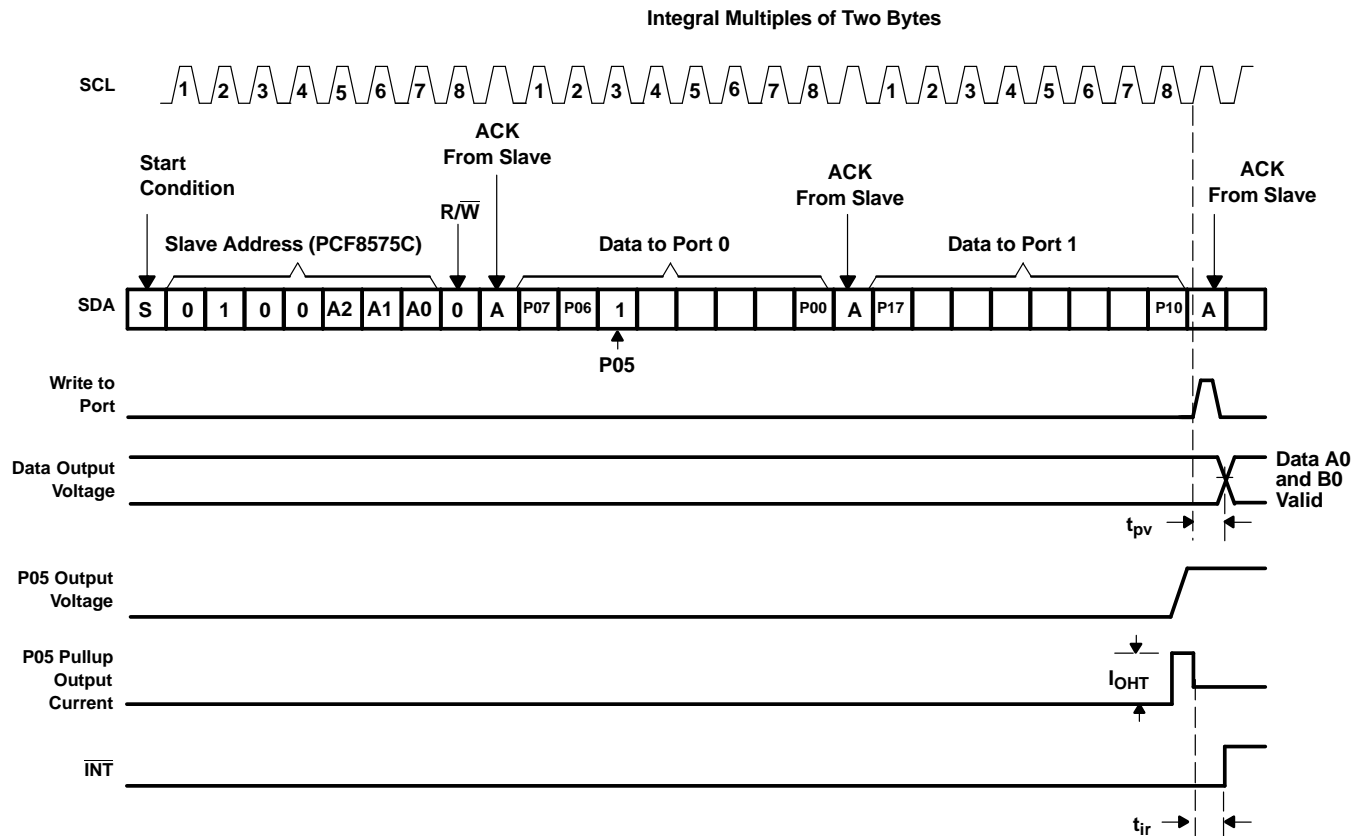 Integral Multiples of Two Bytes
SCL
1 2 3 4 5 6 7 8 1 2 3 4 5 6 7 8 1 2 3 4 5 6 7 8
Start
Condition
ACK
From Slave
ACK
From Slave
ACK
From Slave
R/W̅
Slave Address (PCF8575C)
Data to Port 0
Data to Port 1
SDA
S 0 1 0 0 A2 A1 A0 0 A P07 P06 1 P00 A P17 P10 A
P05
Write to
Port
Data Output
Voltage
Data A0
and B0
Valid
tpv
P05 Output
Voltage
P05 Pullup
Output
Current
IOHT
I̅N̅T̅
tir